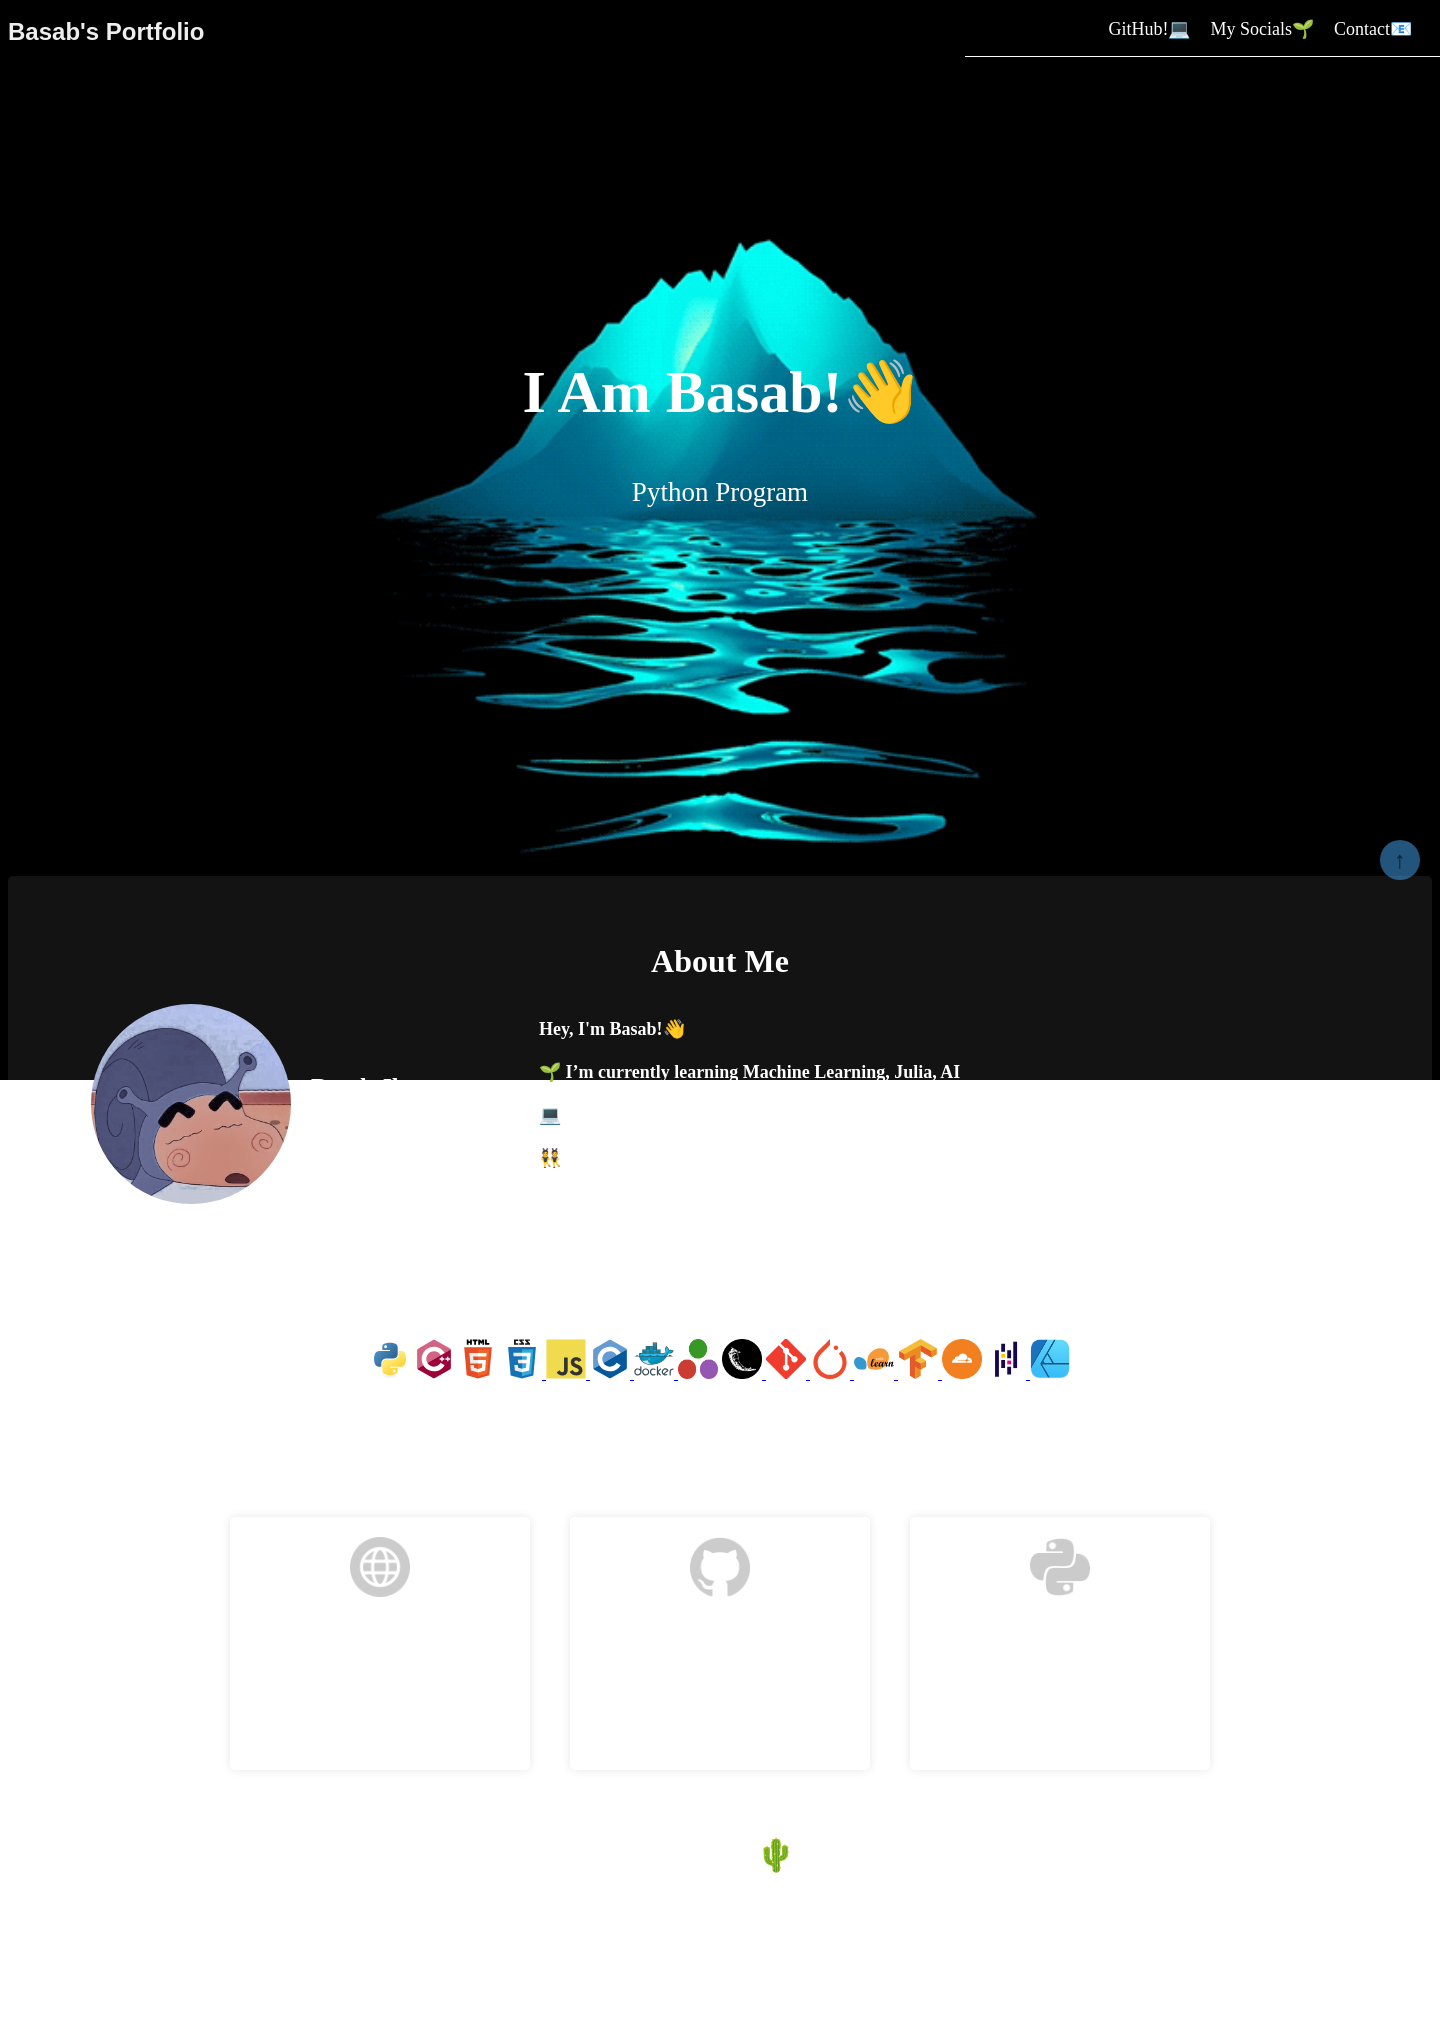 Basab's Portfolio
GitHub!💻 My Socials🌱 Contact📧
I Am Basab!👋
Python Program
↑
About Me
Hey, I'm Basab!👋
🌱 I’m currently learning Machine Learning, Julia, AI
💻
👯
HTML
CSS
JS
docker
learn
🌵